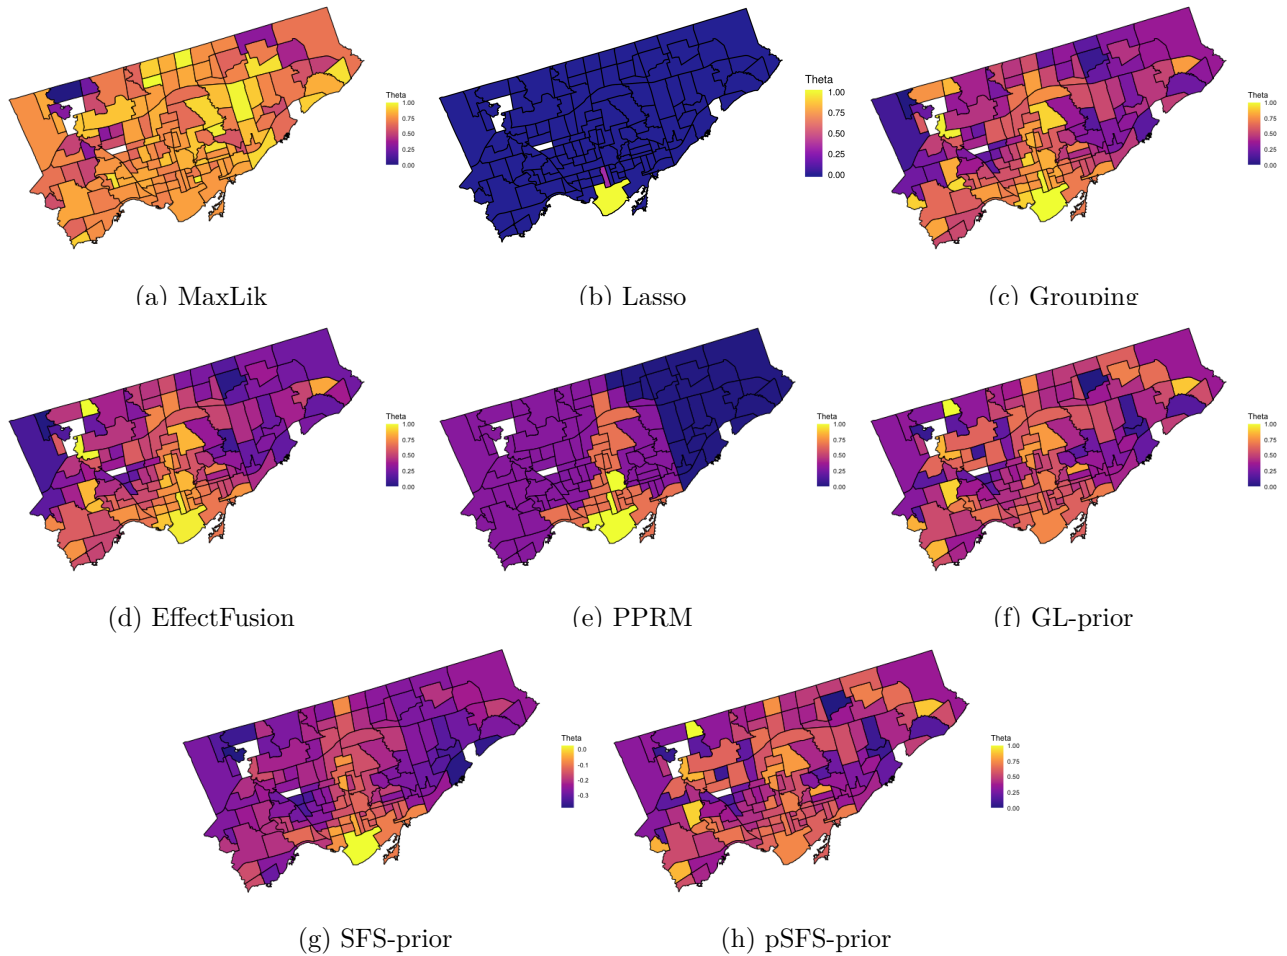 Theta
1.00
0.75
0.50
0.25
0.00
Theta
1.00
0.75
0.50
0.25
0.00
Theta
1.00
0.75
0.50
0.25
0.00
(a) MaxLik
(b) Lasso
(c) Grouping
Theta
1.00
0.75
0.50
0.25
0.00
Theta
1.00
0.75
0.50
0.25
0.00
Theta
1.00
0.75
0.50
0.25
0.00
(d) EffectFusion
(e) PPRM
(f) GL-prior
Theta
0.0
-0.1
-0.2
-0.3
Theta
1.00
0.75
0.50
0.25
0.00
(g) SFS-prior
(h) pSFS-prior